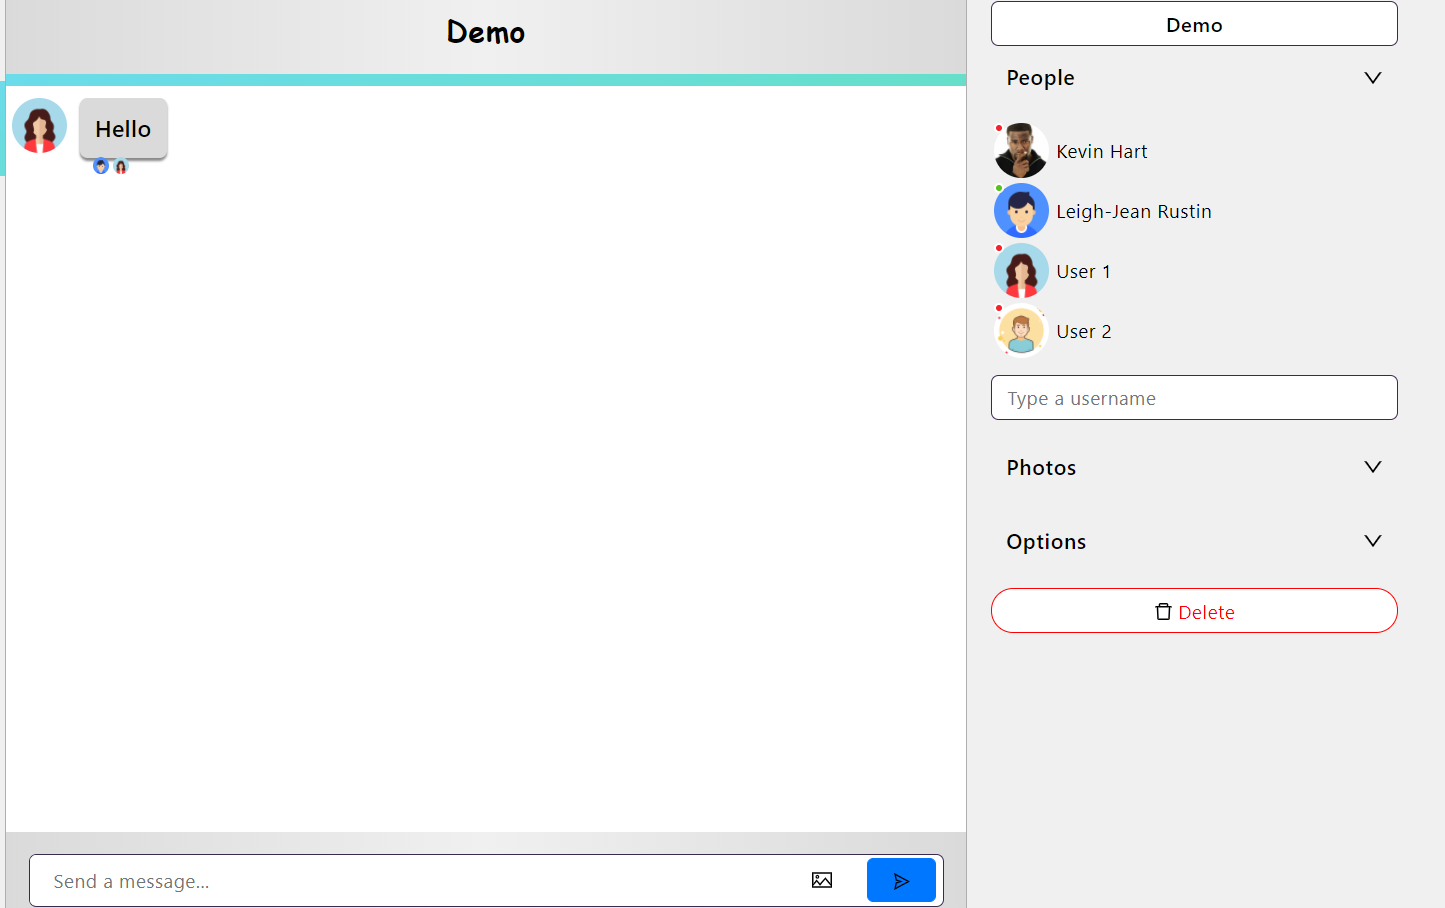 Demo
Hello
Send a message...
Demo
People
Kevin Hart
Leigh-Jean Rustin
User 1
User 2
Type a username
Photos
Options
Delete